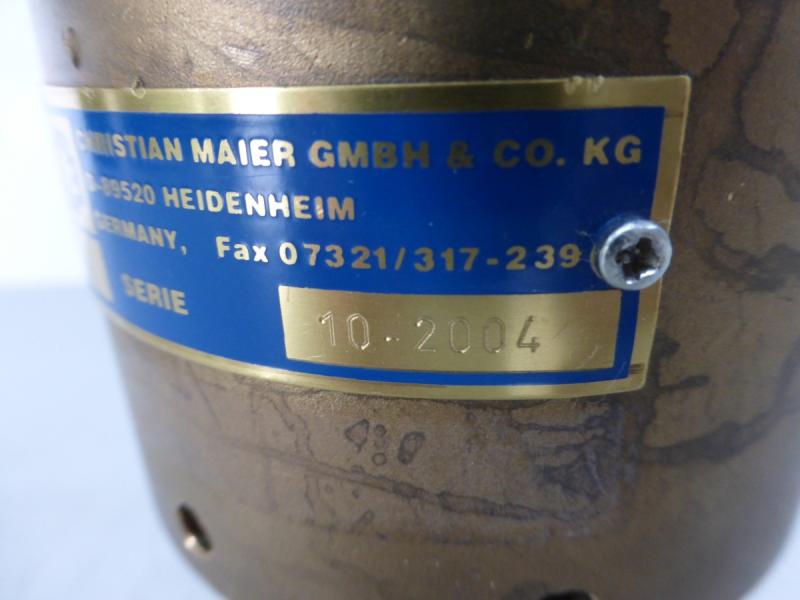 CHRISTIAN MAIER GMBH & CO. KG
D-89520 HEIDENHEIM
GERMANY, Fax 07321/317-239
SERIE 10-2004